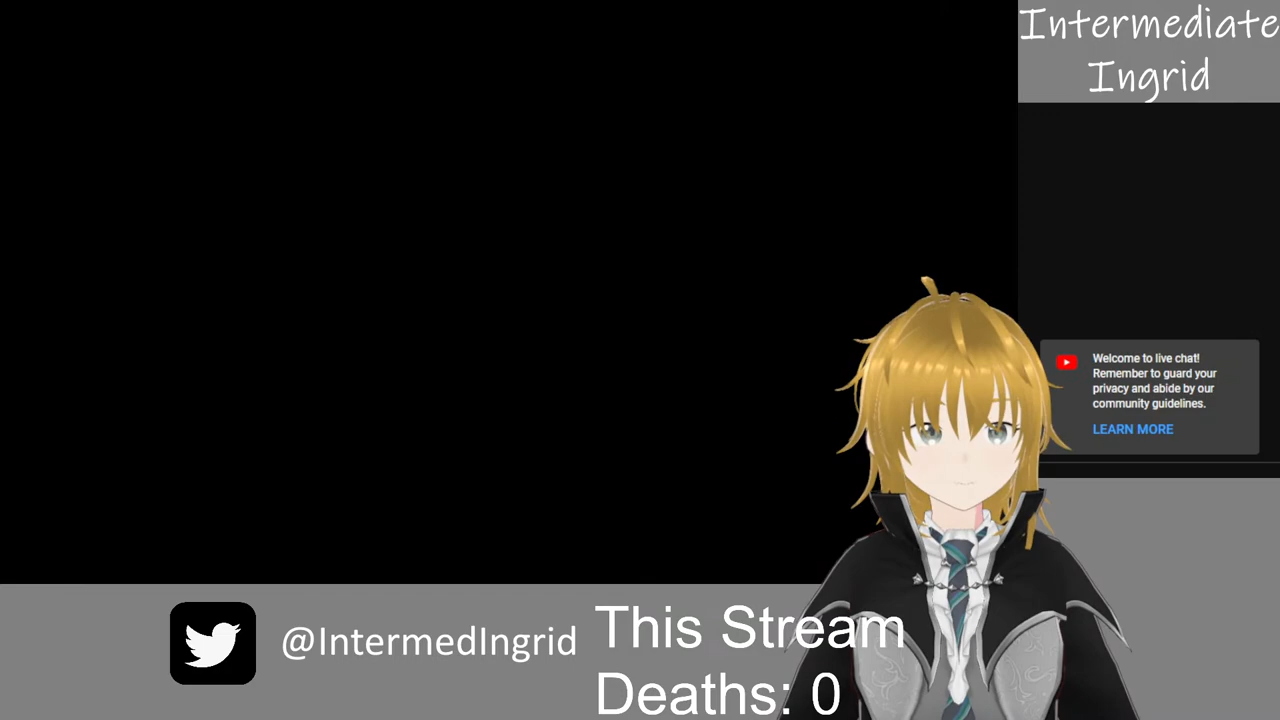 Intermediate
Ingrid
Welcome to live chat!
Remember to guard your
privacy and abide by our
community guidelines.
LEARN MORE
@IntermedIngrid
This Stream
Deaths: 0